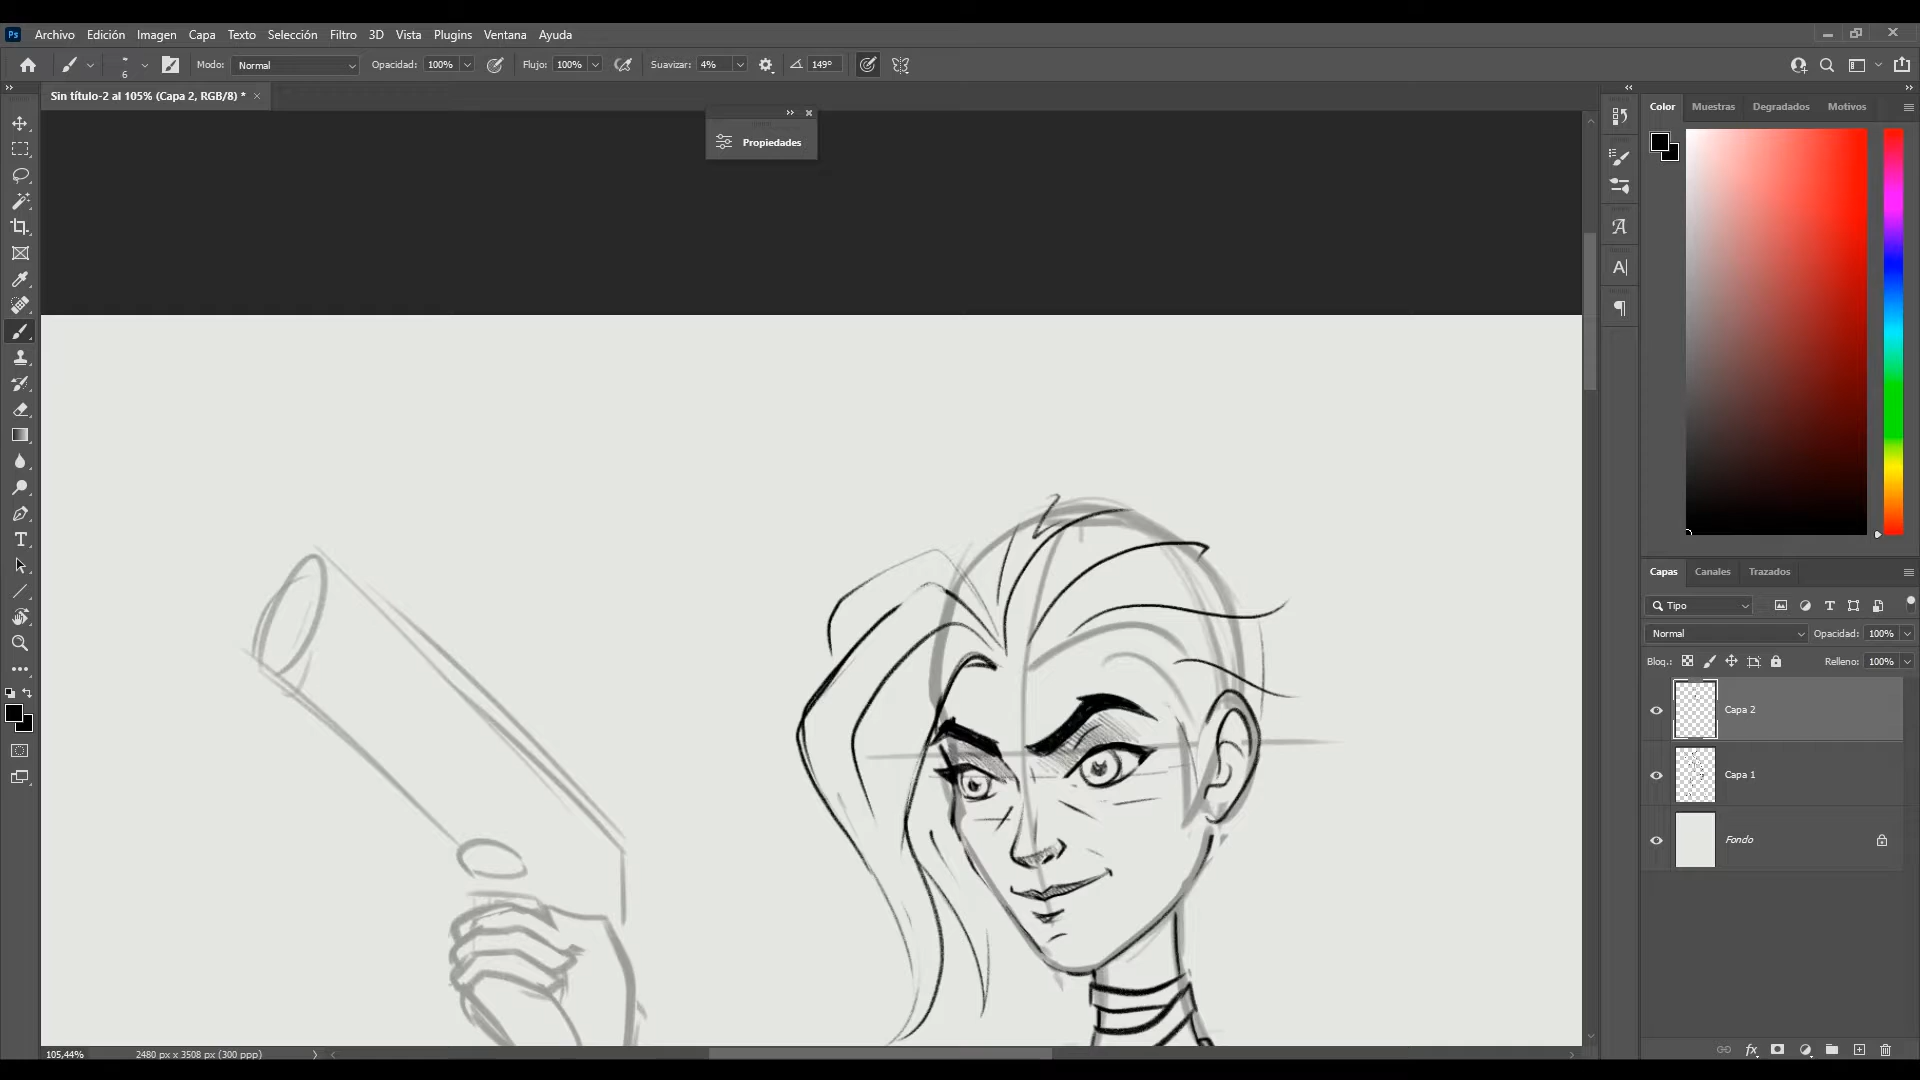 Ps Archivo Edición Imagen Capa Texto Selección Filtro 3D Vista Plugins Ventana Ayuda
6 Modo: Normal Opacidad: 100% Flujo: 100% Suavizar: 4% 149°
Sin título-2 al 105% (Capa 2, RGB/8) *
Propiedades
Color Muestras Degradados Motivos
Capas Canales Trazados
Tipo
Normal Opacidad: 100%
Bloq.: Relleno: 100%
Capa 2
Capa 1
Fondo
105,44% 2480 px x 3508 px (300 ppp)